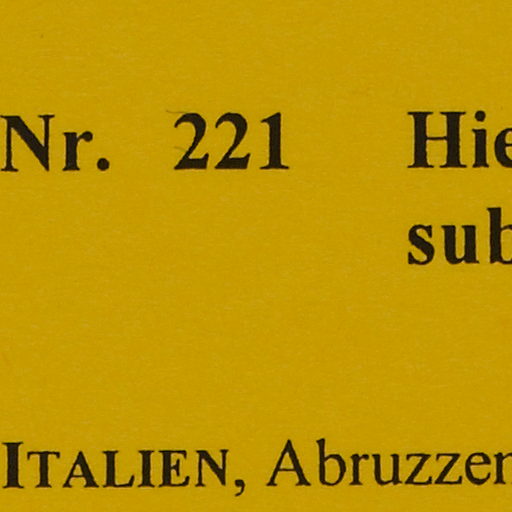 Nr. 221 Hie
sub
ITALIEN, Abruzzen